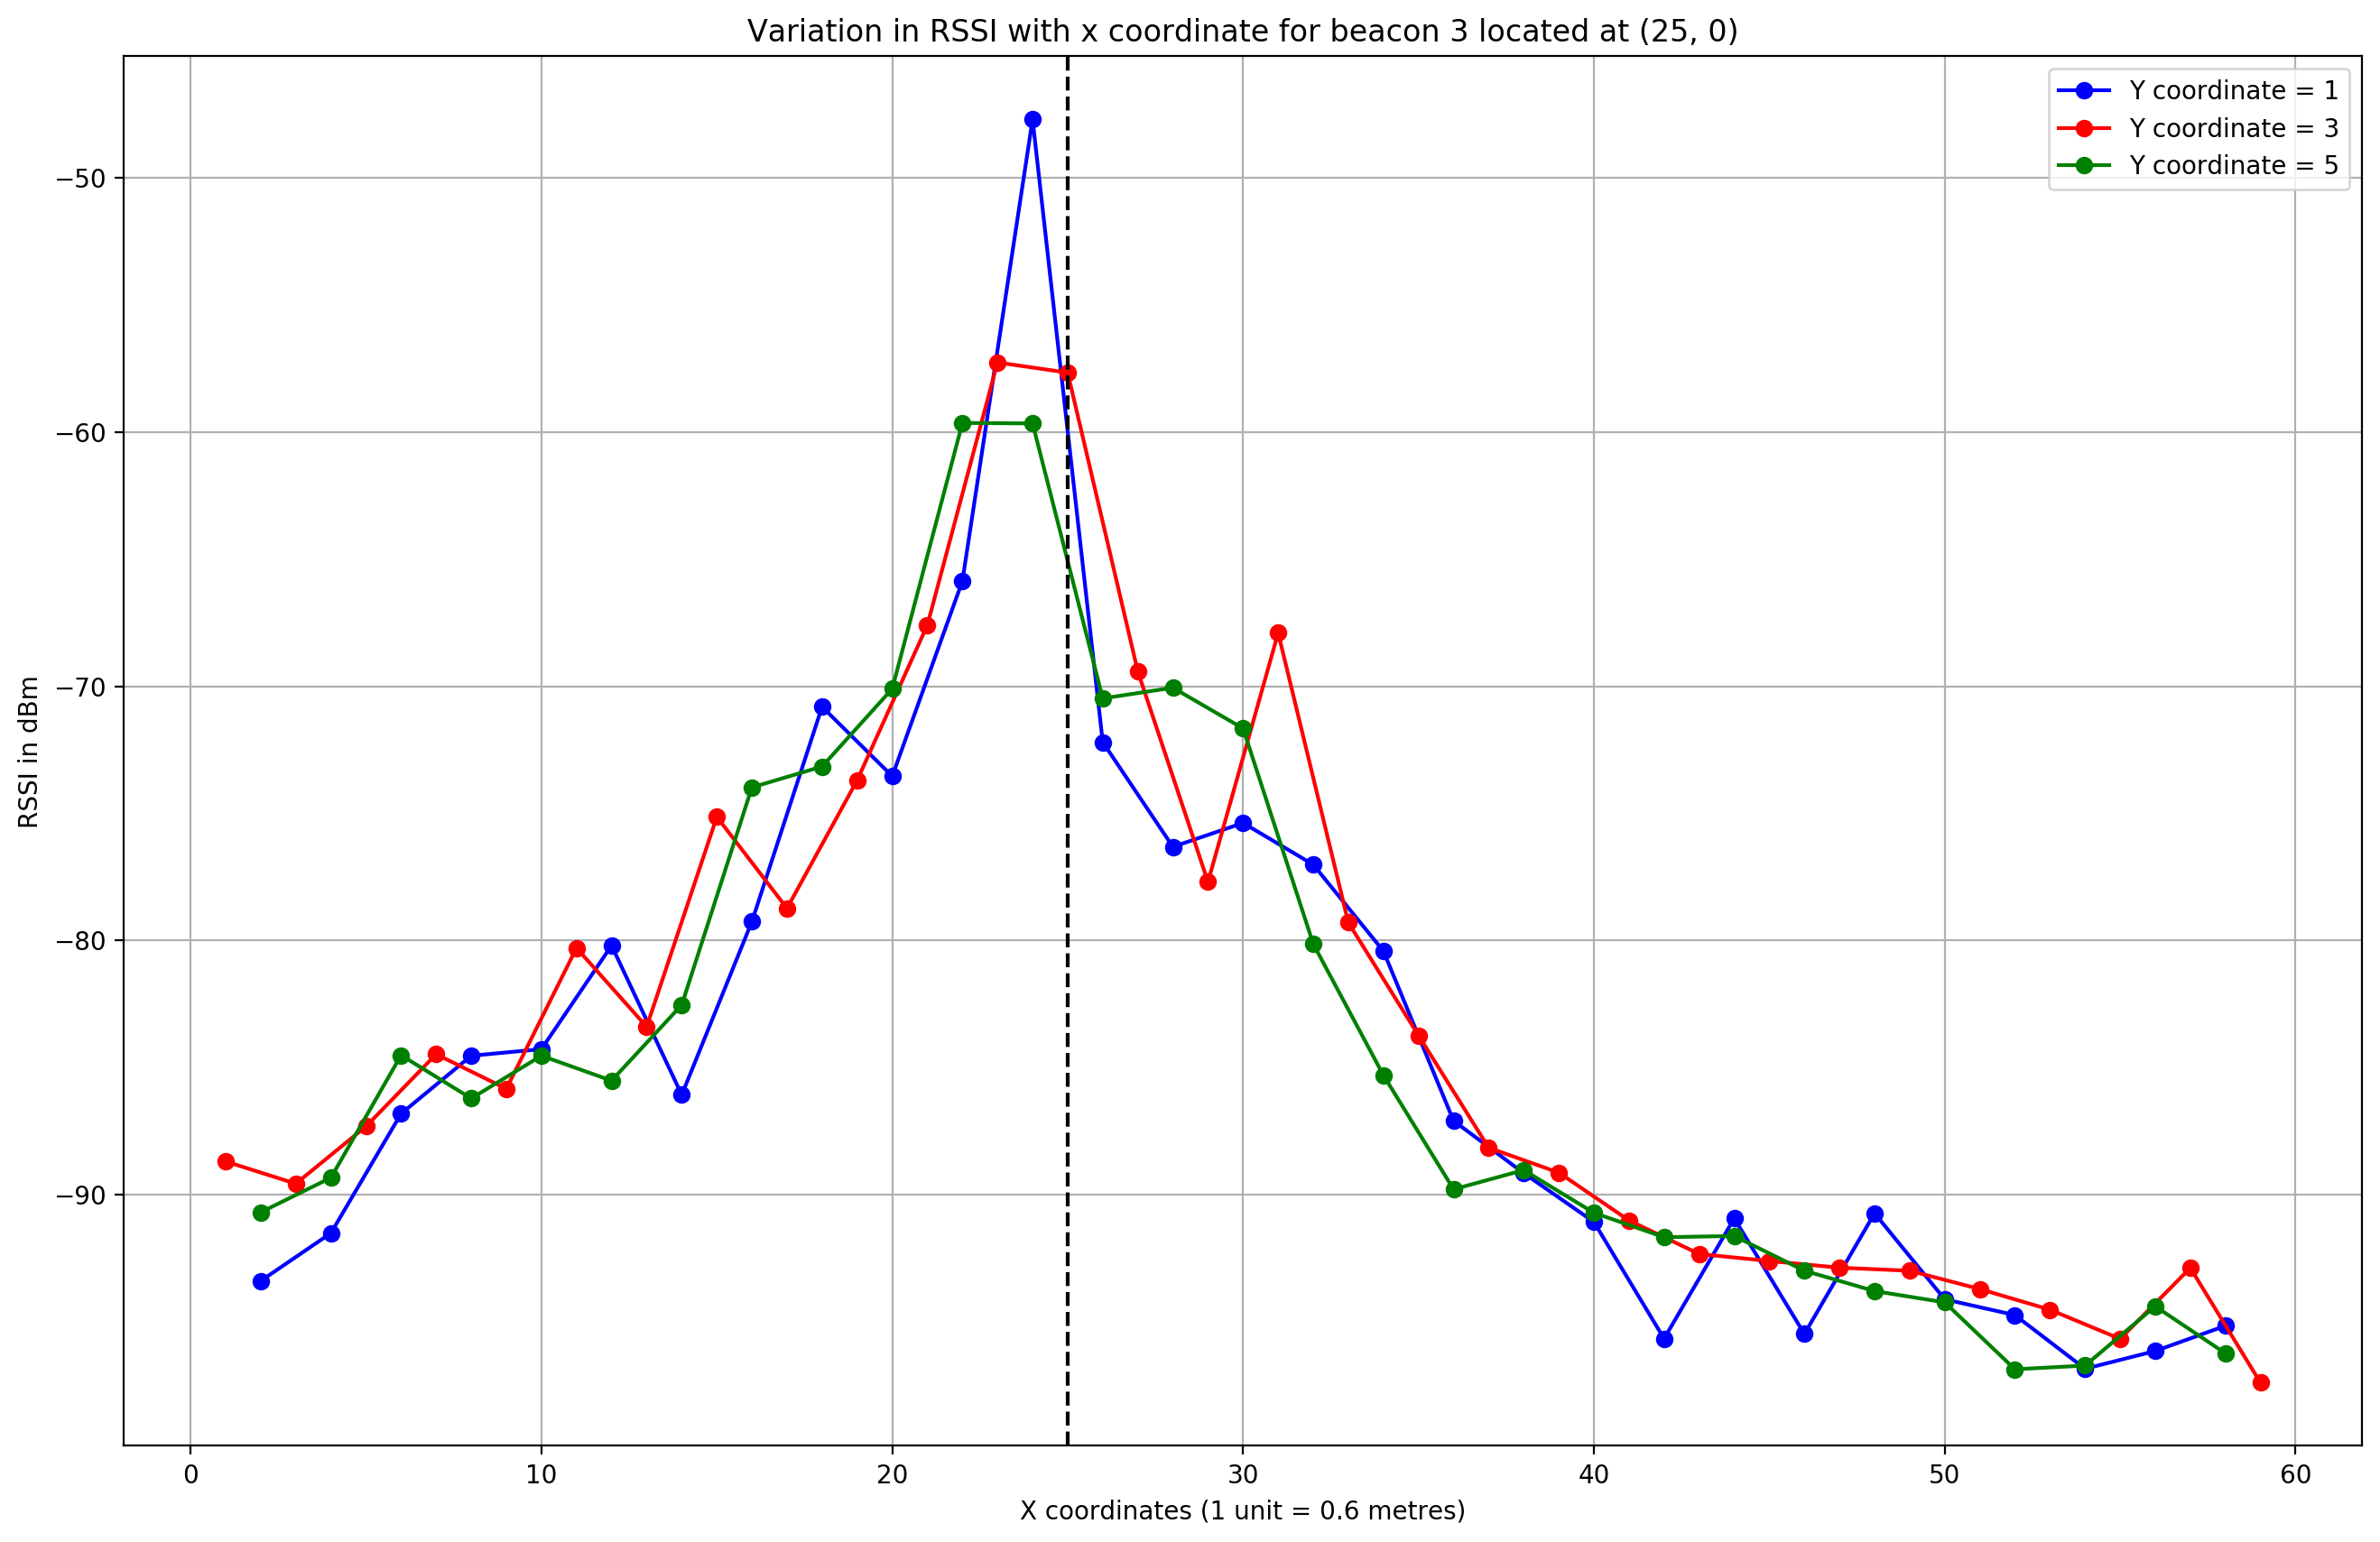 Variation in RSSI with x coordinate for beacon 3 located at (25, 0)
Y coordinate = 1
Y coordinate = 3
Y coordinate = 5
−50
−60
−70
−80
−90
RSSI in dBm
0 10 20 30 40 50 60
X coordinates (1 unit = 0.6 metres)